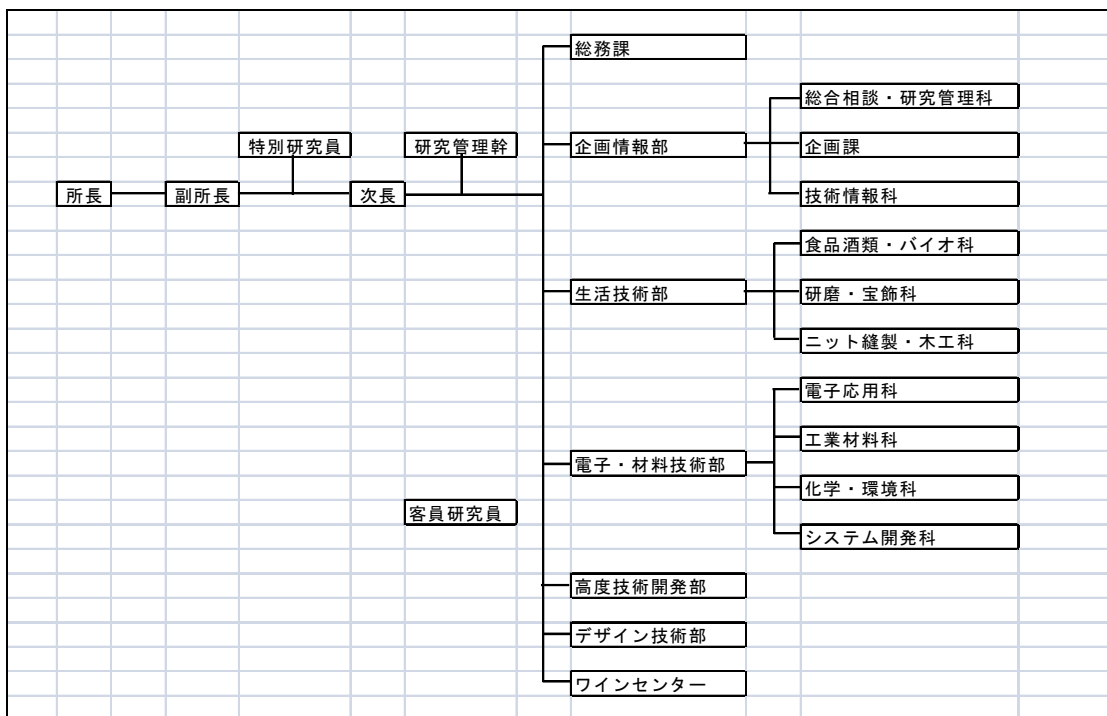 総務課
総合相談・研究管理科
特別研究員
研究管理幹
企画情報部
企画課
所長
副所長
次長
技術情報科
食品酒類・バイオ科
生活技術部
研磨・宝飾科
ニット縫製・木工科
電子応用科
工業材料科
電子・材料技術部
化学・環境科
客員研究員
システム開発科
高度技術開発部
デザイン技術部
ワインセンター